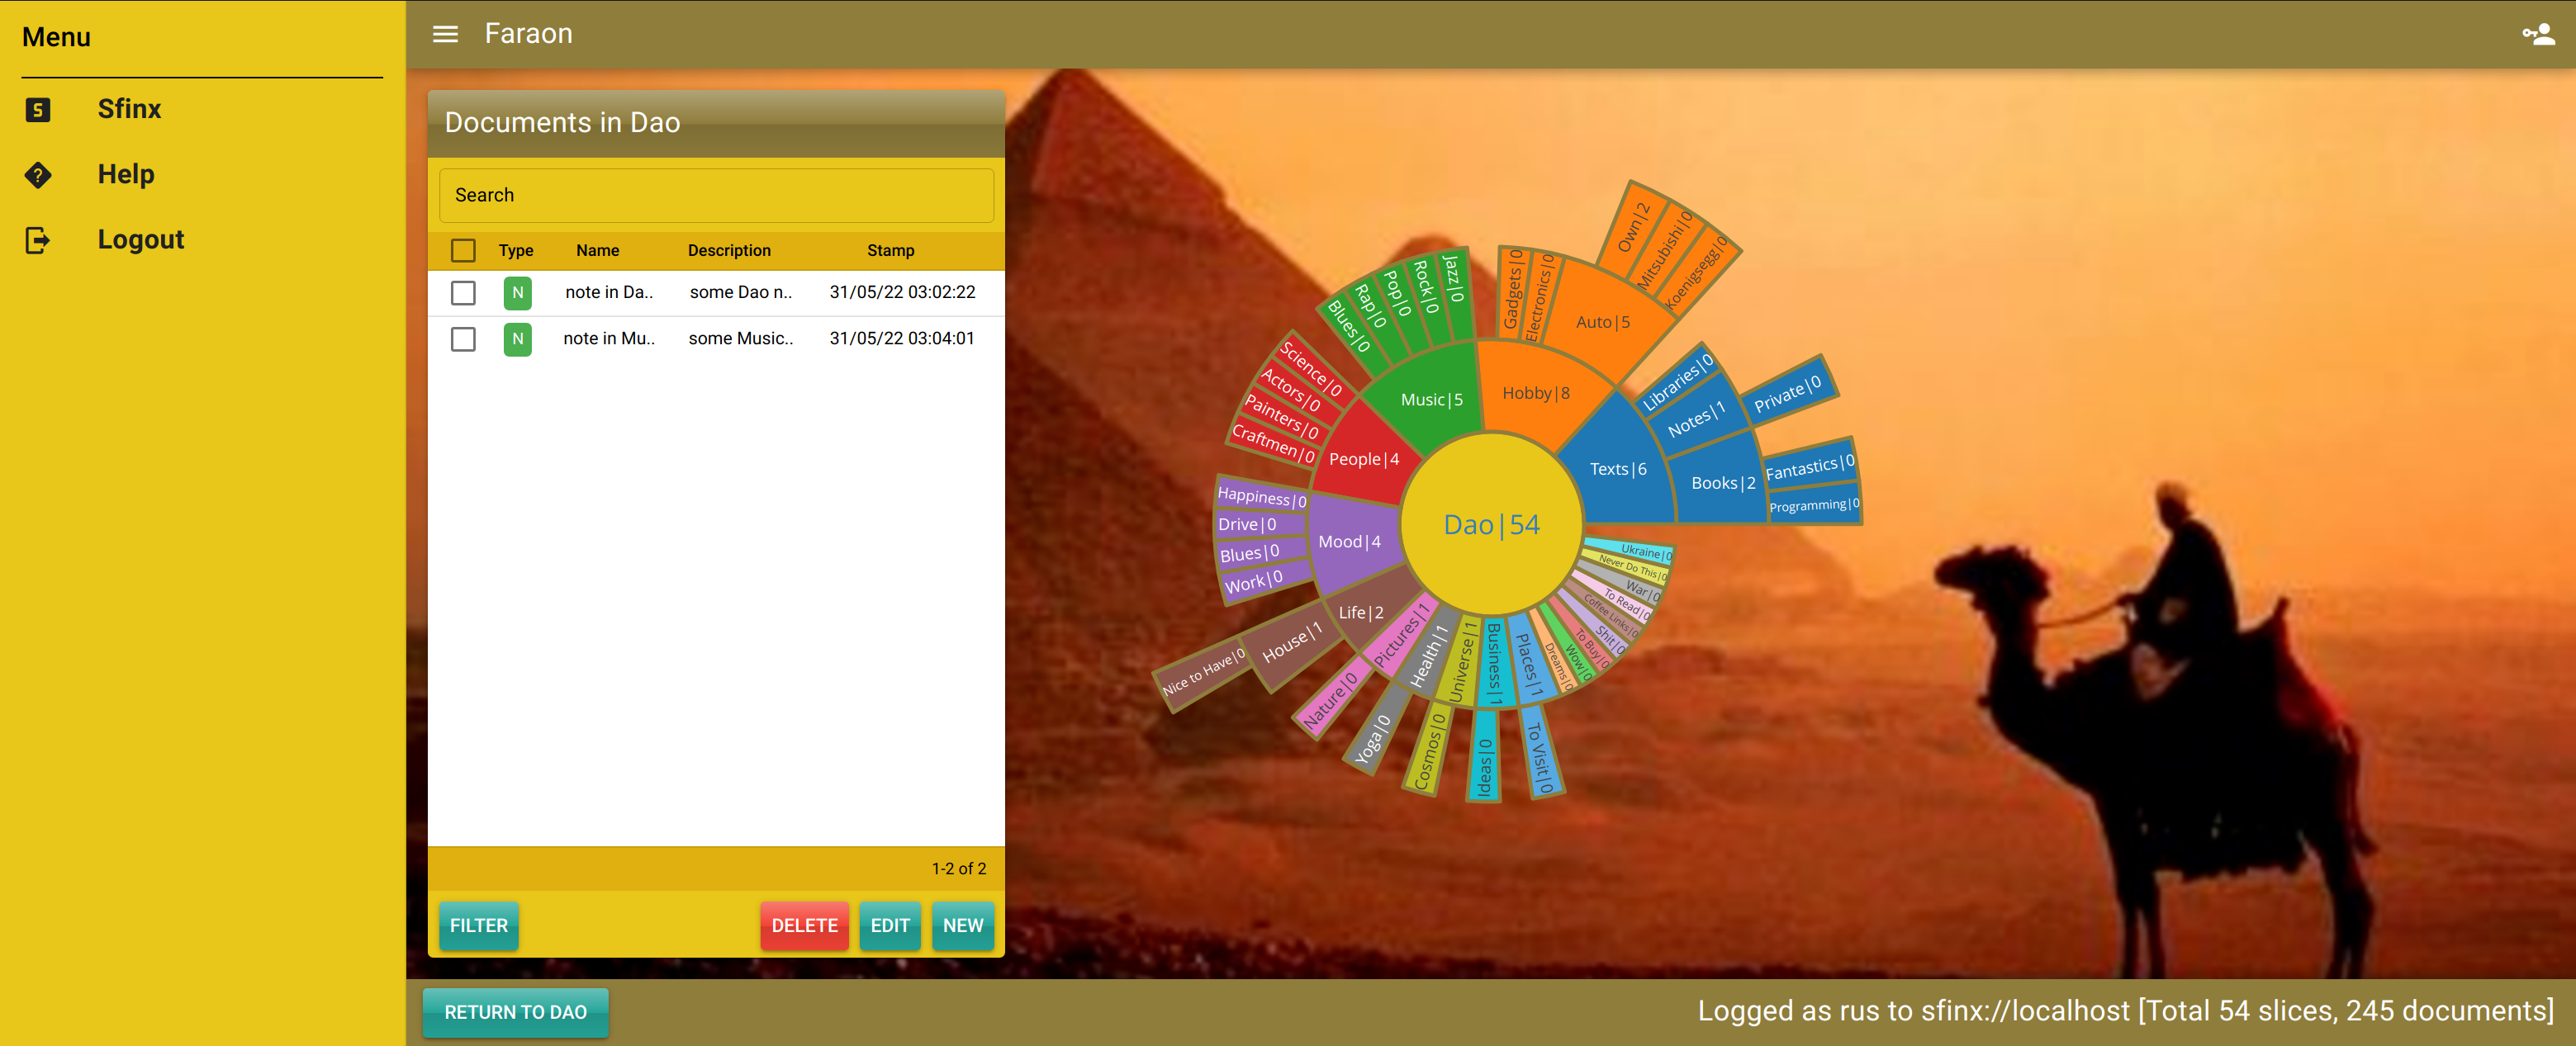 Menu
Sfinx
Help
Logout
Faraon
Documents in Dao
Search
Type Name Description Stamp
N note in Da.. some Dao n.. 31/05/22 03:02:22
N note in Mu.. some Music.. 31/05/22 03:04:01
1-2 of 2
FILTER DELETE EDIT NEW
RETURN TO DAO
Dao|54
Texts|6
Libraries|0
Notes|1
Private|0
Books|2
Fantastics|0
Programming|0
Hobby|8
Gadgets|0
Electronics|0
Auto|5
Own|2
Mitsubishi|0
Koenigsegg|0
Music|5
Blues|0
Rap|0
Pop|0
Rock|0
Jazz|0
People|4
Science|0
Actors|0
Painters|0
Craftmen|0
Mood|4
Happiness|0
Drive|0
Blues|0
Work|0
Life|2
House|1
Nice to Have|0
Pictures|1
Nature|0
Health|1
Yoga|0
Universe|1
Cosmos|0
Business|1
Ideas|0
Places|1
To Visit|0
Dreams|0
Wow|0
To Buy|0
Shit|0
Coffee Links|0
To Read|0
War|0
Never Do This|0
Ukraine|0
Logged as rus to sfinx://localhost [Total 54 slices, 245 documents]